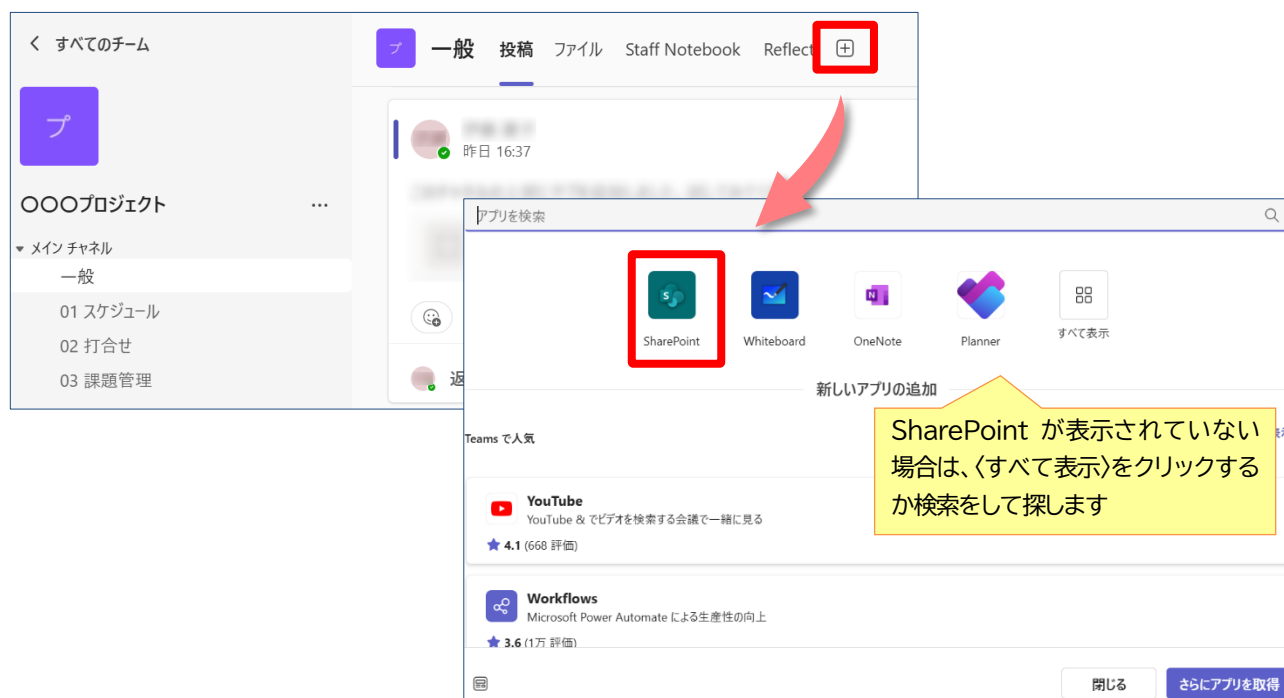 すべてのチーム
プ
〇〇〇プロジェクト
メイン チャネル
一般
01 スケジュール
02 打合せ
03 課題管理
プ 一般 投稿 ファイル Staff Notebook Reflect
昨日 16:37
返
アプリを検索
S
SharePoint
Whiteboard
N
OneNote
Planner
すべて表示
新しいアプリの追加
SharePoint が表示されていない
場合は、〈すべて表示〉をクリックする
か検索をして探します
Teams で人気
YouTube
YouTube & でビデオを検索する会議で一緒に見る
4.1 (668 評価)
Workflows
Microsoft Power Automate による生産性の向上
3.6 (1万 評価)
閉じる
さらにアプリを取得